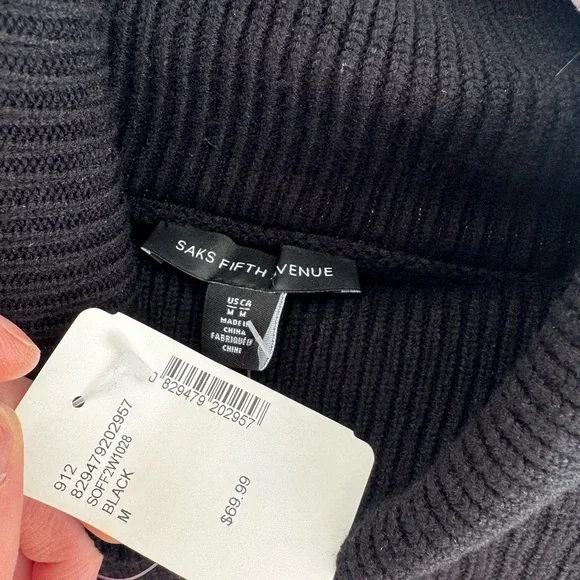 SAKS FIFTH AVENUE
US CA
M M
MADE IN
CHINA
FABRIQUÉ EN
CHINE
0 829479 202957
912
829479202957
SOFF2W1028
BLACK
M
$69.99